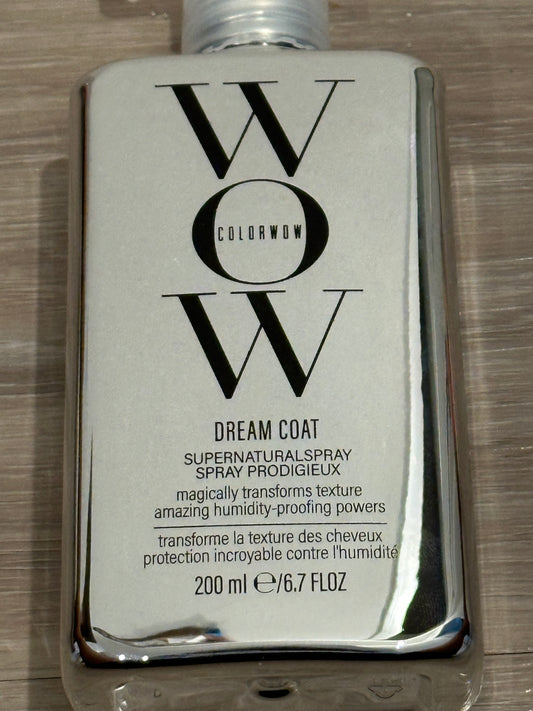 W
O
COLORWOW
W
DREAM COAT
SUPERNATURALSPRAY
SPRAY PRODIGIEUX
magically transforms texture
amazing humidity-proofing powers
transforme la texture des cheveux
protection incroyable contre l'humidité
200 ml ℮/6.7 FLOZ